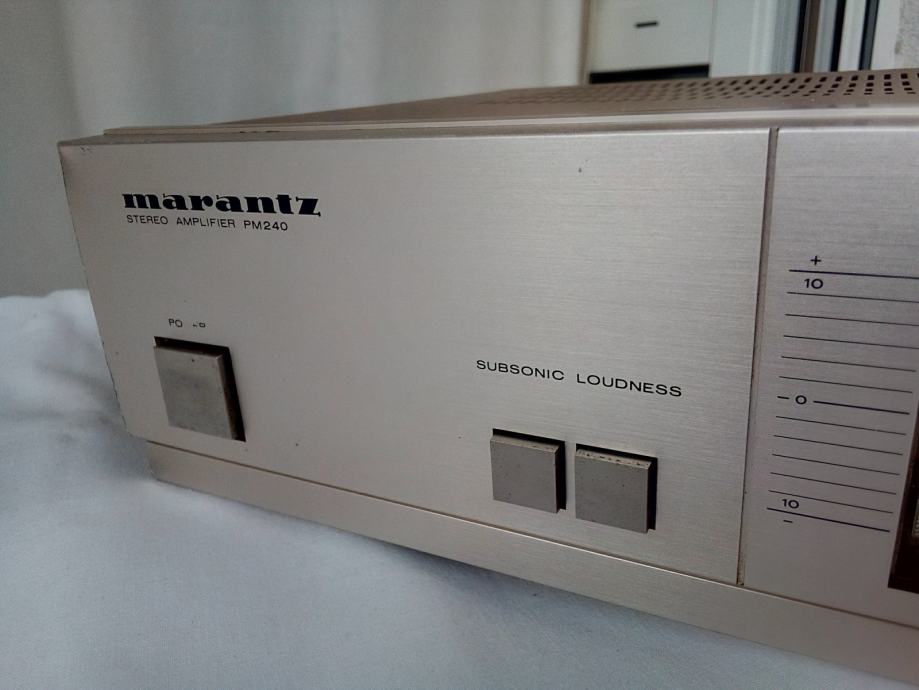 marantz
STEREO AMPLIFIER PM240
SUBSONIC LOUDNESS
+
10
- 0
10
-